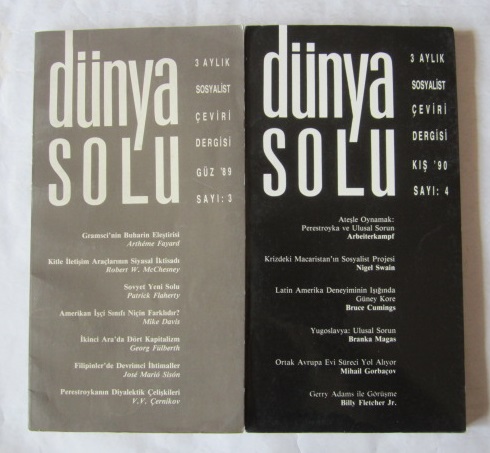 dünya
SOLU
3 AYLIK
SOSYALİST
ÇEVİRİ
DERGİSİ
GÜZ '89
SAYI: 3
Gramsci'nin Buharin Eleştirisi
Arthéme Fayard
Kitle İletişim Araçlarının Siyasal İktisadı
Robert W. McChesney
Sovyet Yeni Solu
Patrick Flaherty
Amerikan İşçi Sınıfı Niçin Farklıdır?
Mike Davis
İkinci Ara'da Dört Kapitalizm
Georg Fülberth
Filipinler'de Devrimci İhtimaller
José Mariá Sisón
Perestroykanın Diyalektik Çelişkileri
V.V. Çernikov
dünya
SOLU
3 AYLIK
SOSYALİST
ÇEVİRİ
DERGİSİ
KIŞ '90
SAYI: 4
Ateşle Oynamak:
Perestroyka ve Ulusal Sorun
Arbeiterkampf
Krizdeki Macaristan'ın Sosyalist Projesi
Nigel Swain
Latin Amerika Deneyiminin Işığında
Güney Kore
Bruce Cumings
Yugoslavya: Ulusal Sorun
Branka Magas
Ortak Avrupa Evi Süreci Yol Alıyor
Mihail Gorbaçov
Gerry Adams ile Görüşme
Billy Fletcher Jr.